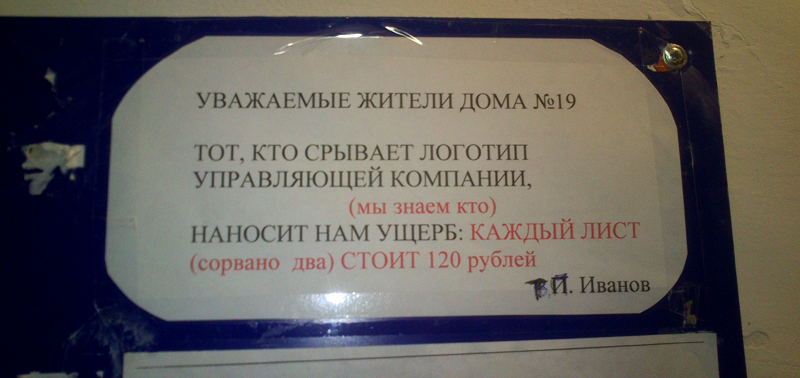 УВАЖАЕМЫЕ ЖИТЕЛИ ДОМА №19
ТОТ, КТО СРЫВАЕТ ЛОГОТИП
УПРАВЛЯЮЩЕЙ КОМПАНИИ,
(мы знаем кто)
НАНОСИТ НАМ УЩЕРБ: КАЖДЫЙ ЛИСТ
(сорвано два) СТОИТ 120 рублей
П. Иванов